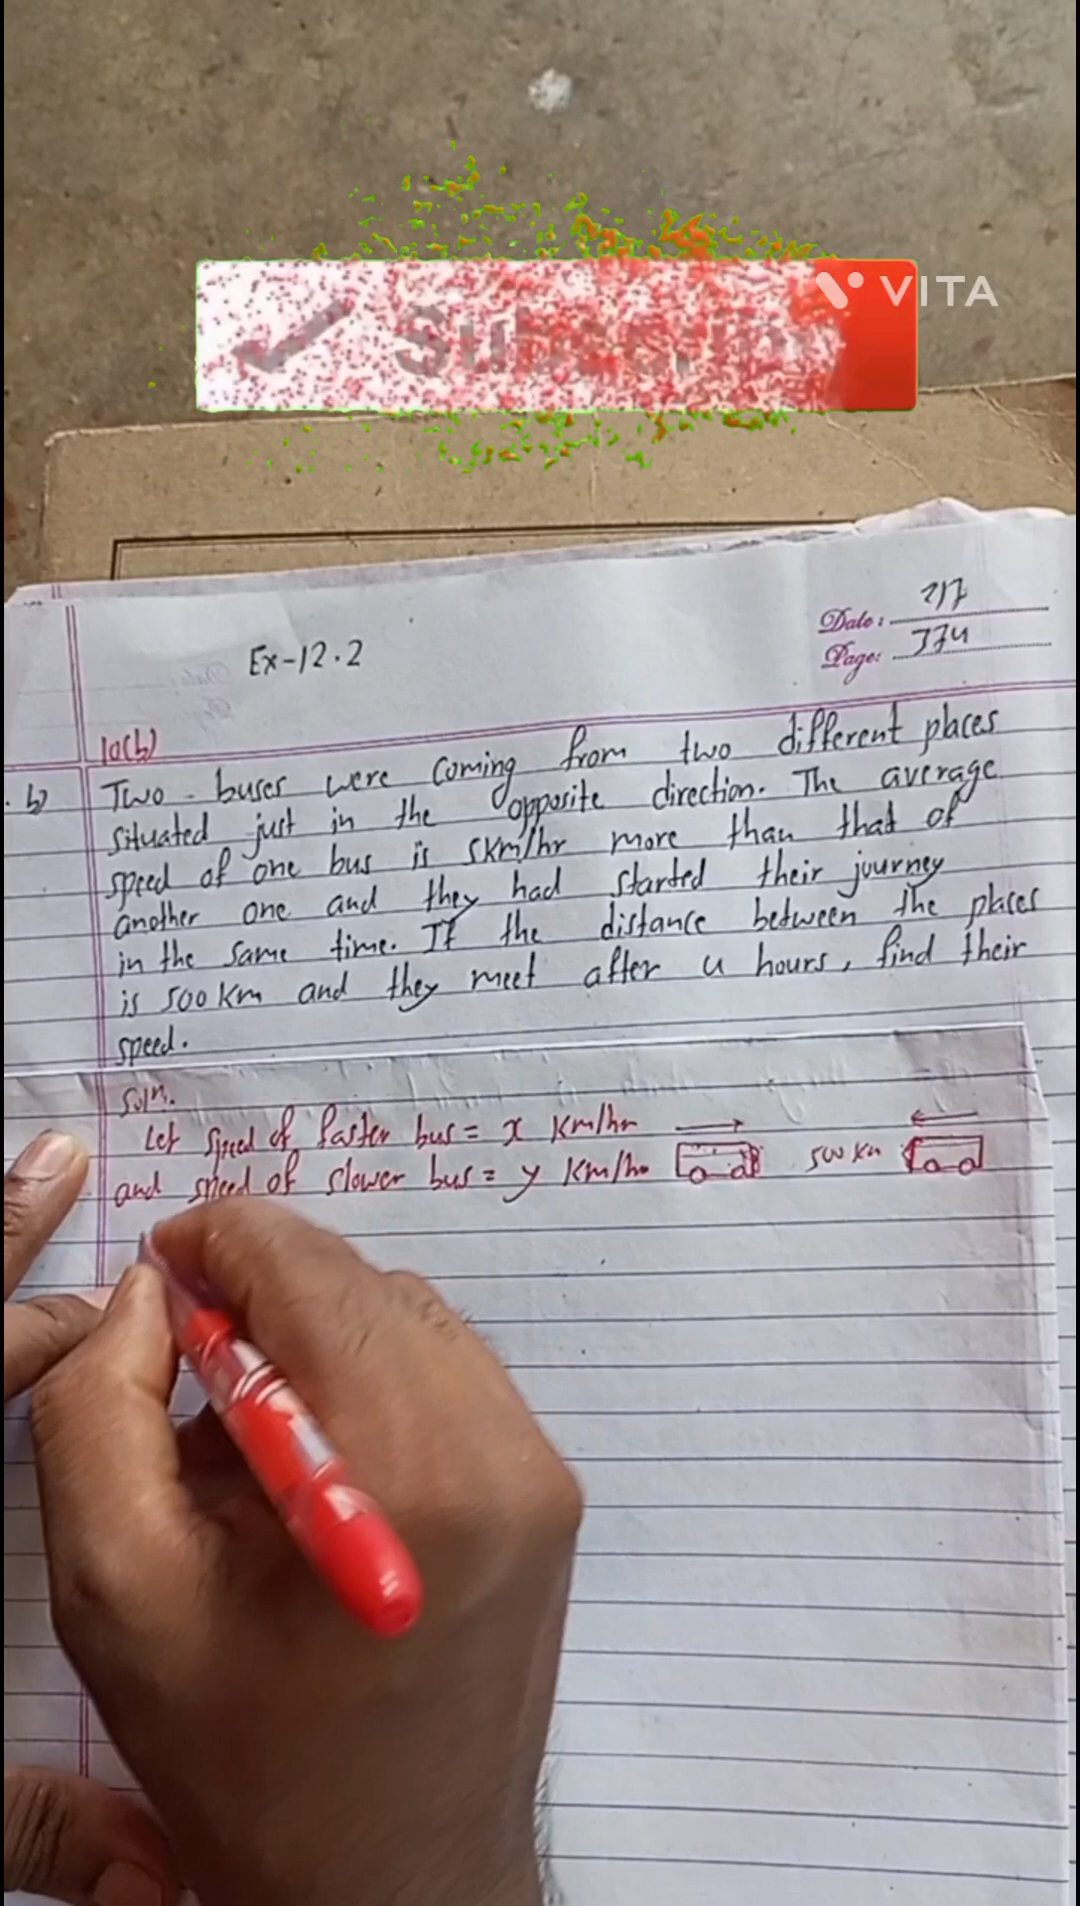 Subscribe
VITA
Date: 217
Page: 374
Ex-12.2
10(b)
b) Two buses were coming from two different places
situated just in the opposite direction. The average
speed of one bus is 5km/hr more than that of
another one and they had started their journey
in the same time. If the distance between the places
is 500 km and they meet after 4 hours, find their
speed.
Soln.
Let speed of faster bus = x km/hr
and speed of slower bus = y km/hr
500 km